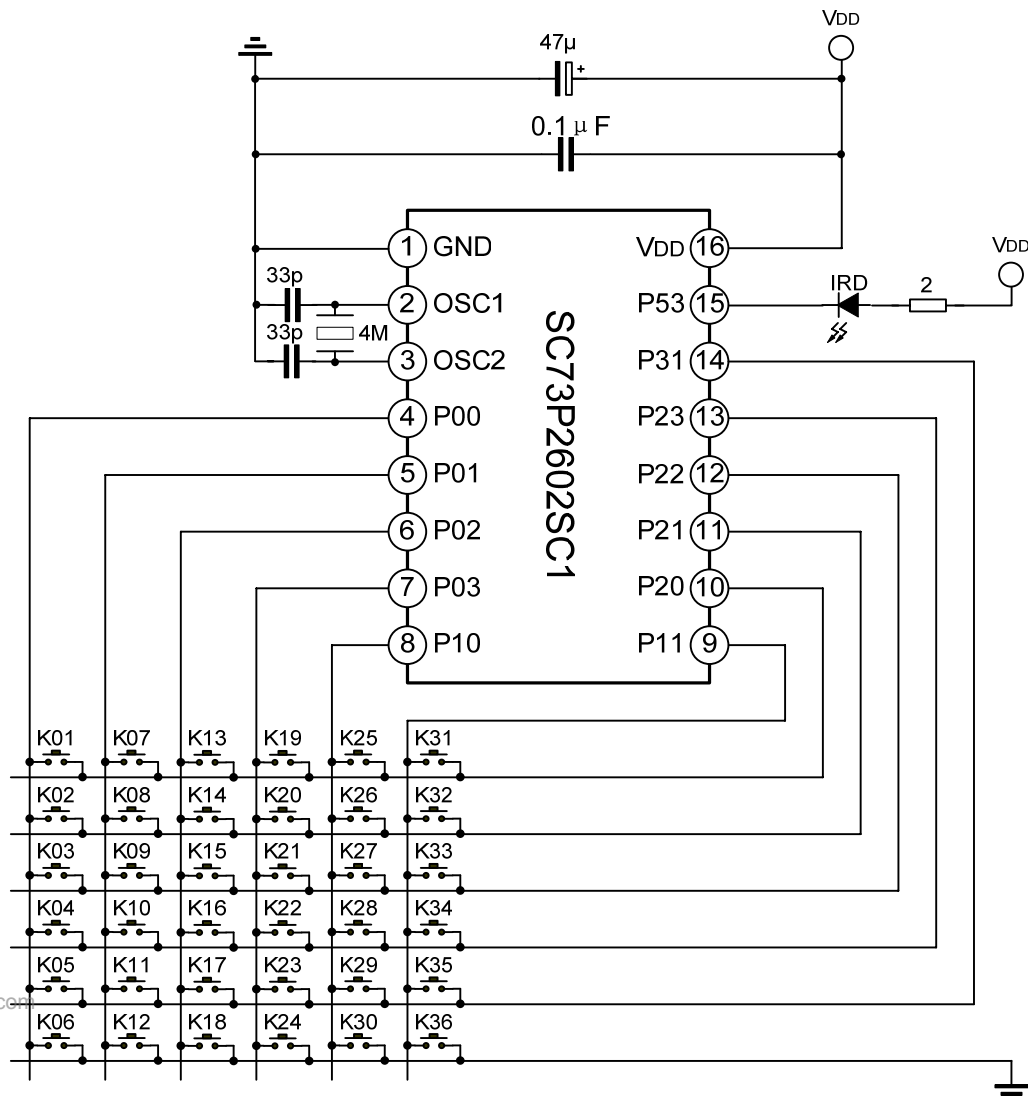 VDD
47μ
+
0.1 μ F
1 GND
VDD 16
VDD
33p
2 OSC1
P53 15
IRD
2
33p
4M
3 OSC2
P31 14
4 P00
P23 13
5 P01
P22 12
6 P02
P21 11
7 P03
P20 10
8 P10
P11 9
SC73P2602SC1
K01 K07 K13 K19 K25 K31
K02 K08 K14 K20 K26 K32
K03 K09 K15 K21 K27 K33
K04 K10 K16 K22 K28 K34
K05 K11 K17 K23 K29 K35
com
K06 K12 K18 K24 K30 K36